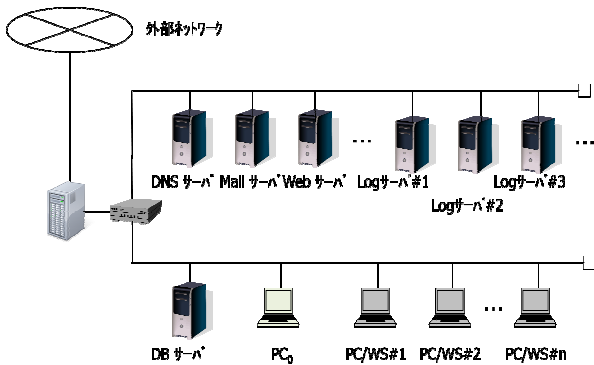 外部ネットワーク
DNS サーバ Mail サーバ Web サーバ … Logサーバ#1 Logサーバ#3 …
Logサーバ#2
DB サーバ PC0 PC/WS#1 PC/WS#2 … PC/WS#n